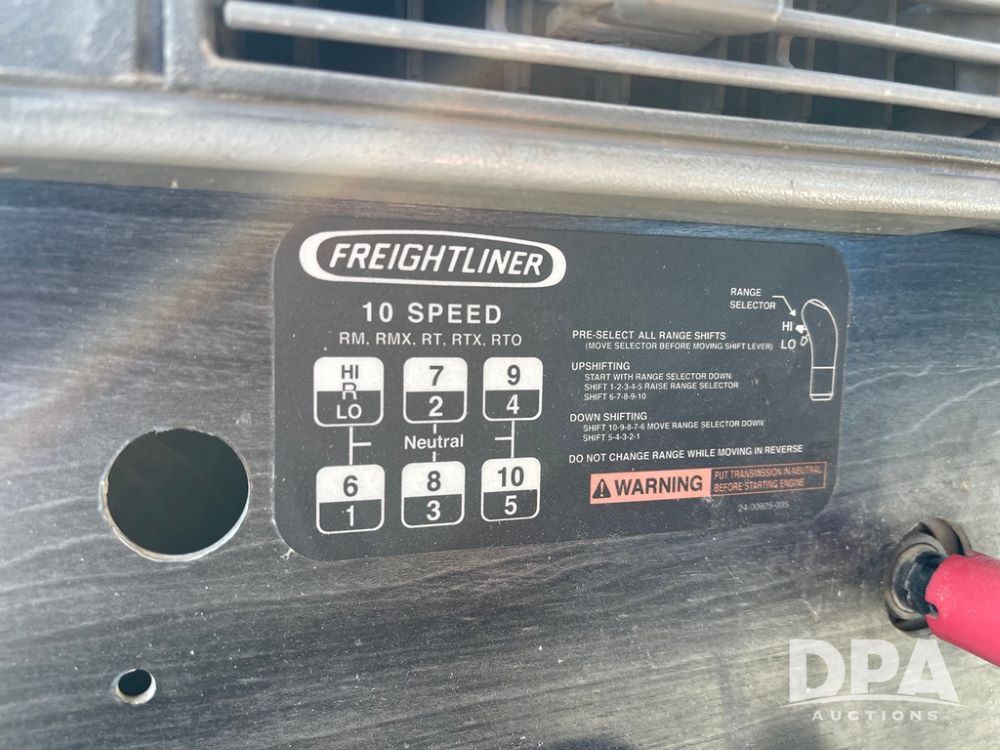 FREIGHTLINER
10 SPEED
RM, RMX, RT, RTX, RTO
HI
R
LO
7
2
9
4
Neutral
6
1
8
3
10
5
RANGE
SELECTOR
HI
LO
PRE-SELECT ALL RANGE SHIFTS
(MOVE SELECTOR BEFORE MOVING SHIFT LEVER)
UPSHIFTING
START WITH RANGE SELECTOR DOWN
SHIFT 1-2-3-4-5 RAISE RANGE SELECTOR
SHIFT 6-7-8-9-10
DOWN SHIFTING
SHIFT 10-9-8-7-6 MOVE RANGE SELECTOR DOWN
SHIFT 5-4-3-2-1
DO NOT CHANGE RANGE WHILE MOVING IN REVERSE
WARNING
PUT TRANSMISSION IN NEUTRAL
BEFORE STARTING ENGINE
24-00925-005
DPA
AUCTIONS